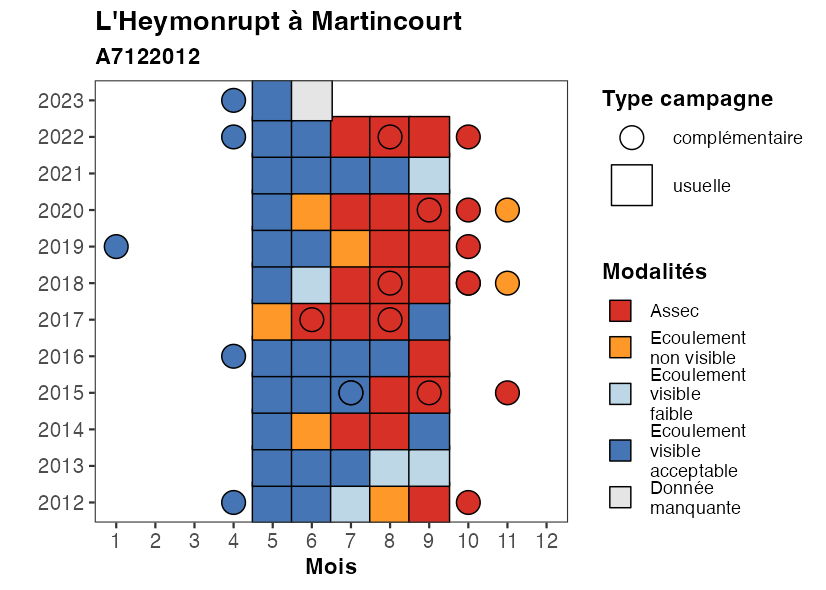 L'Heymonrupt à Martincourt
A7122012
2023
2022
2021
2020
2019
2018
2017
2016
2015
2014
2013
2012
1 2 3 4 5 6 7 8 9 10 11 12
Mois
Type campagne
complémentaire
usuelle
Modalités
Assec
Ecoulement
non visible
Ecoulement
visible
faible
Ecoulement
visible
acceptable
Donnée
manquante